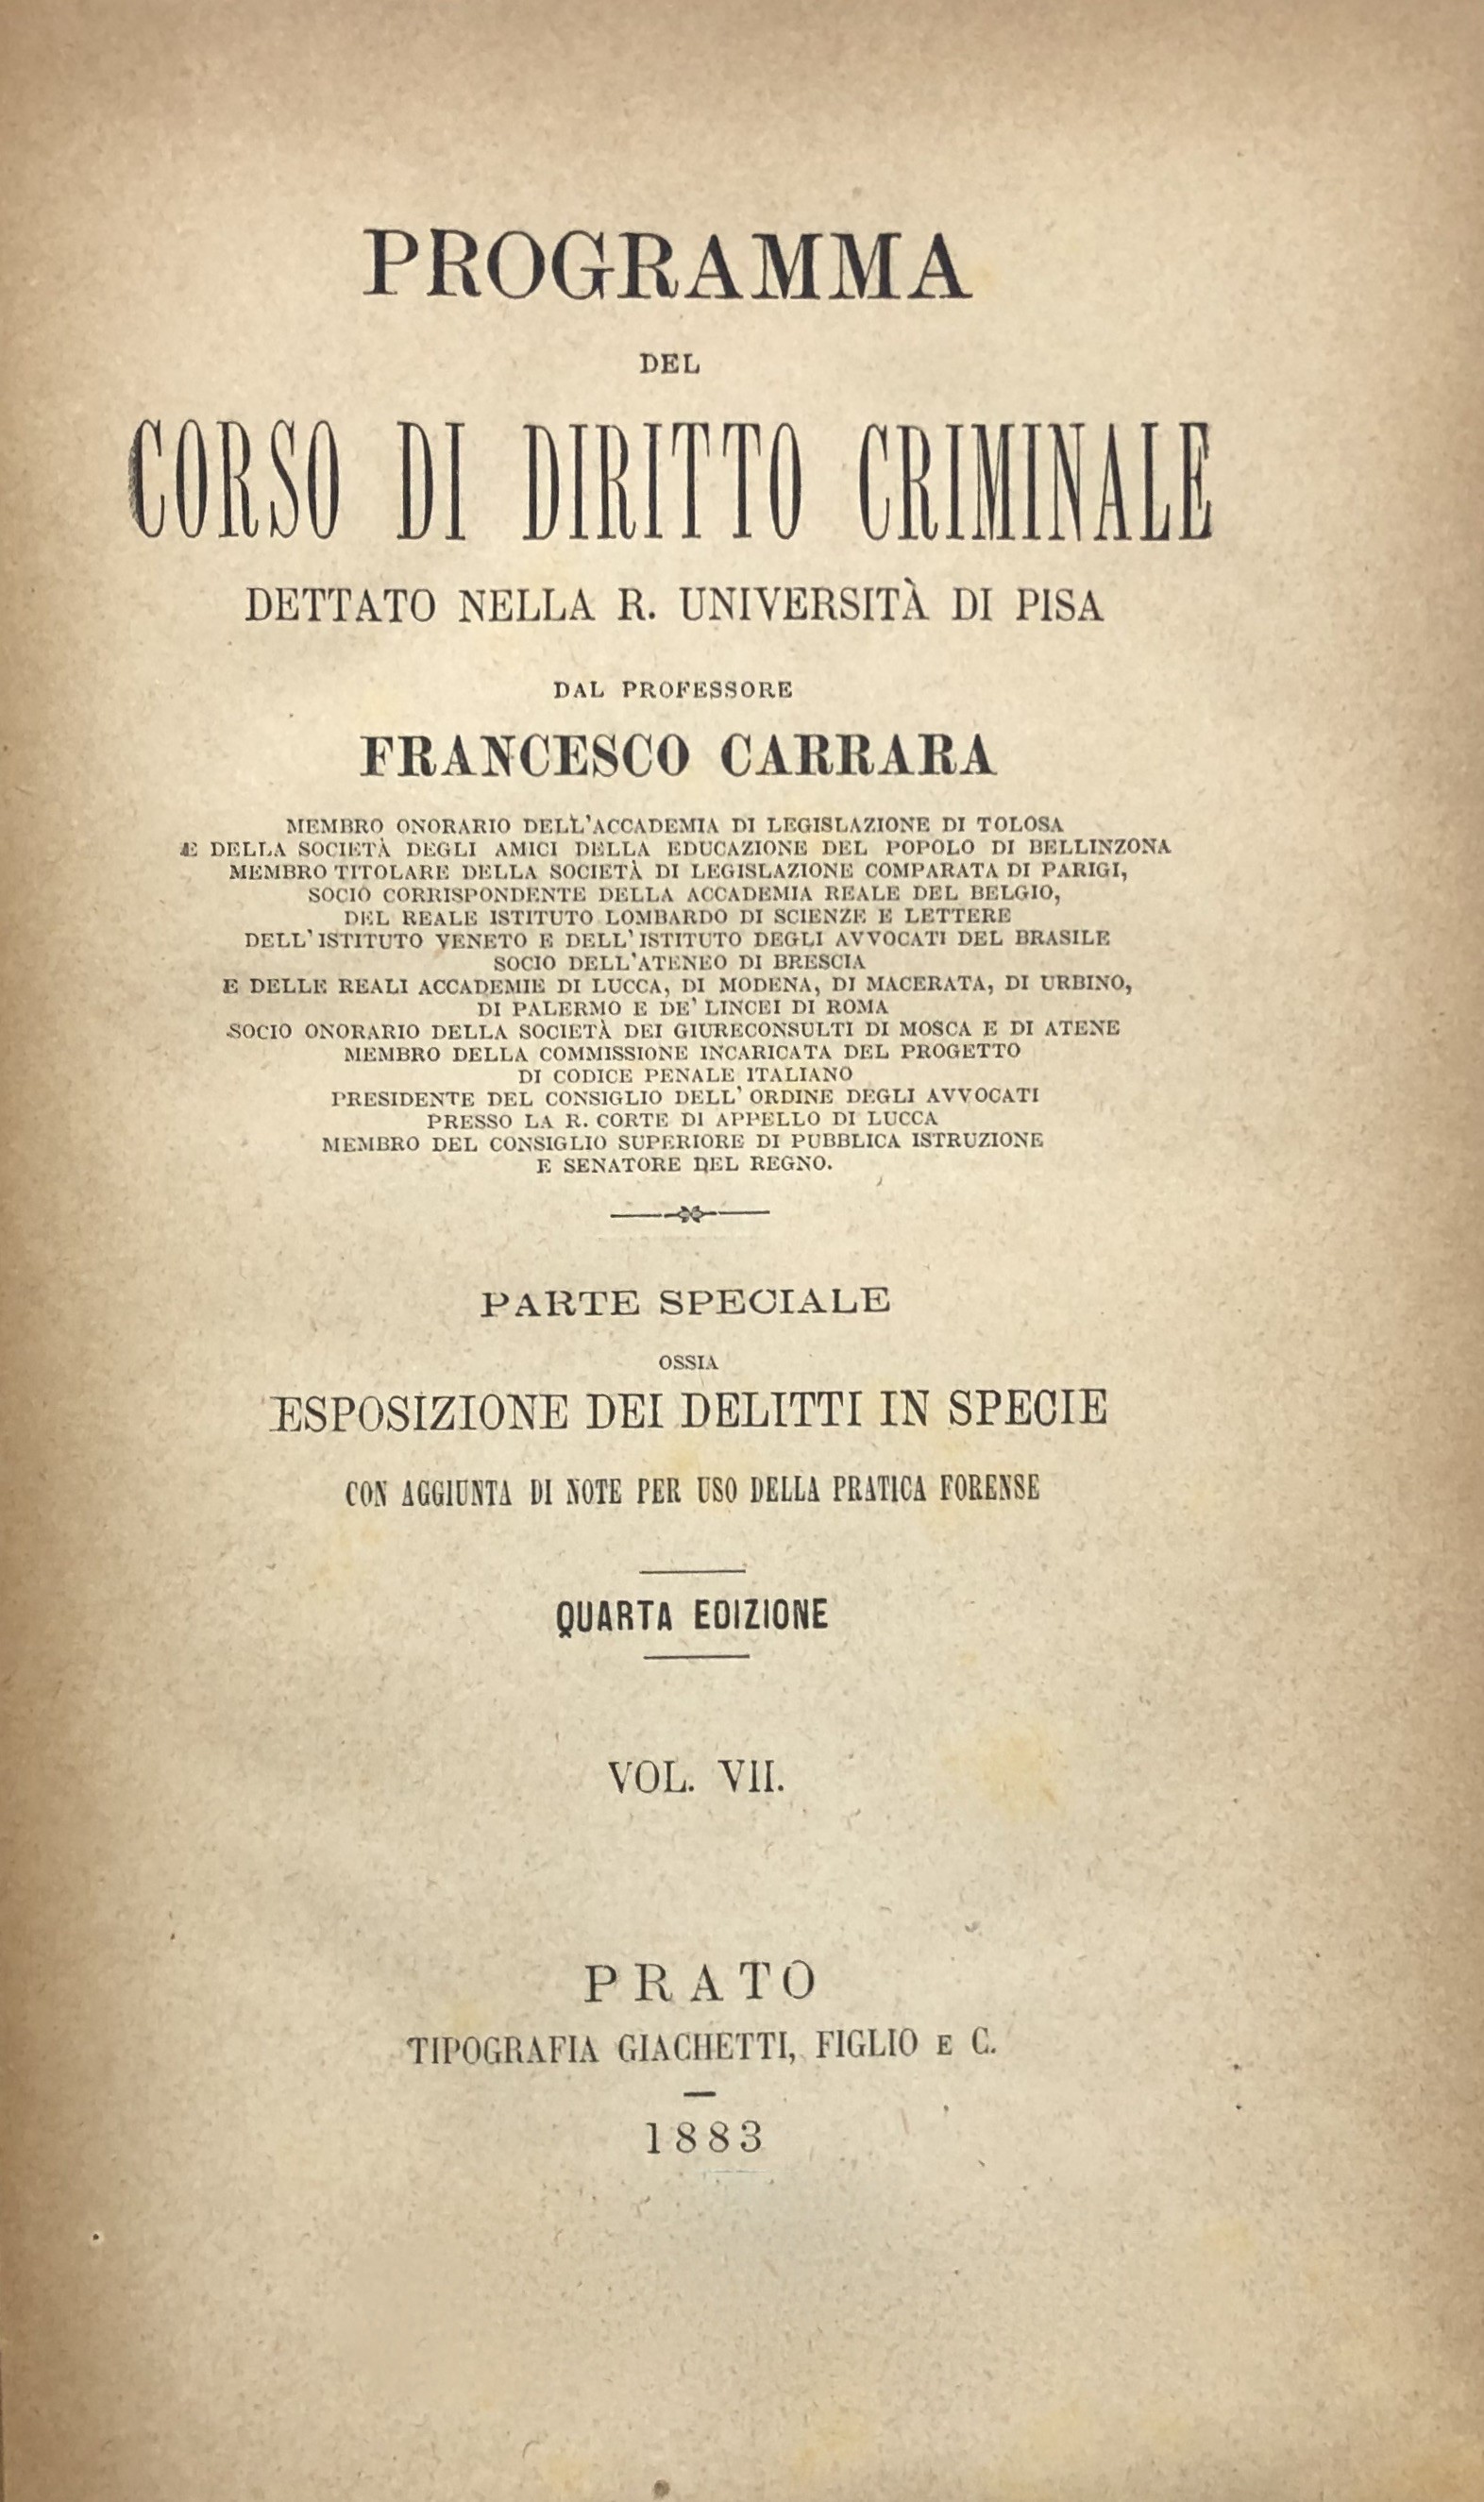 PROGRAMMA
DEL
CORSO DI DIRITTO CRIMINALE
DETTATO NELLA R. UNIVERSITÀ DI PISA
DAL PROFESSORE
FRANCESCO CARRARA
MEMBRO ONORARIO DELL'ACCADEMIA DI LEGISLAZIONE DI TOLOSA
E DELLA SOCIETÀ DEGLI AMICI DELLA EDUCAZIONE DEL POPOLO DI BELLINZONA
MEMBRO TITOLARE DELLA SOCIETÀ DI LEGISLAZIONE COMPARATA DI PARIGI,
SOCIO CORRISPONDENTE DELLA ACCADEMIA REALE DEL BELGIO,
DEL REALE ISTITUTO LOMBARDO DI SCIENZE E LETTERE
DELL'ISTITUTO VENETO E DELL'ISTITUTO DEGLI AVVOCATI DEL BRASILE
SOCIO DELL'ATENEO DI BRESCIA
E DELLE REALI ACCADEMIE DI LUCCA, DI MODENA, DI MACERATA, DI URBINO,
DI PALERMO E DE' LINCEI DI ROMA
SOCIO ONORARIO DELLA SOCIETÀ DEI GIURECONSULTI DI MOSCA E DI ATENE
MEMBRO DELLA COMMISSIONE INCARICATA DEL PROGETTO
DI CODICE PENALE ITALIANO
PRESIDENTE DEL CONSIGLIO DELL'ORDINE DEGLI AVVOCATI
PRESSO LA R. CORTE DI APPELLO DI LUCCA
MEMBRO DEL CONSIGLIO SUPERIORE DI PUBBLICA ISTRUZIONE
E SENATORE DEL REGNO.
PARTE SPECIALE
OSSIA
ESPOSIZIONE DEI DELITTI IN SPECIE
CON AGGIUNTA DI NOTE PER USO DELLA PRATICA FORENSE
QUARTA EDIZIONE
VOL. VII.
PRATO
TIPOGRAFIA GIACHETTI, FIGLIO E C.
1883